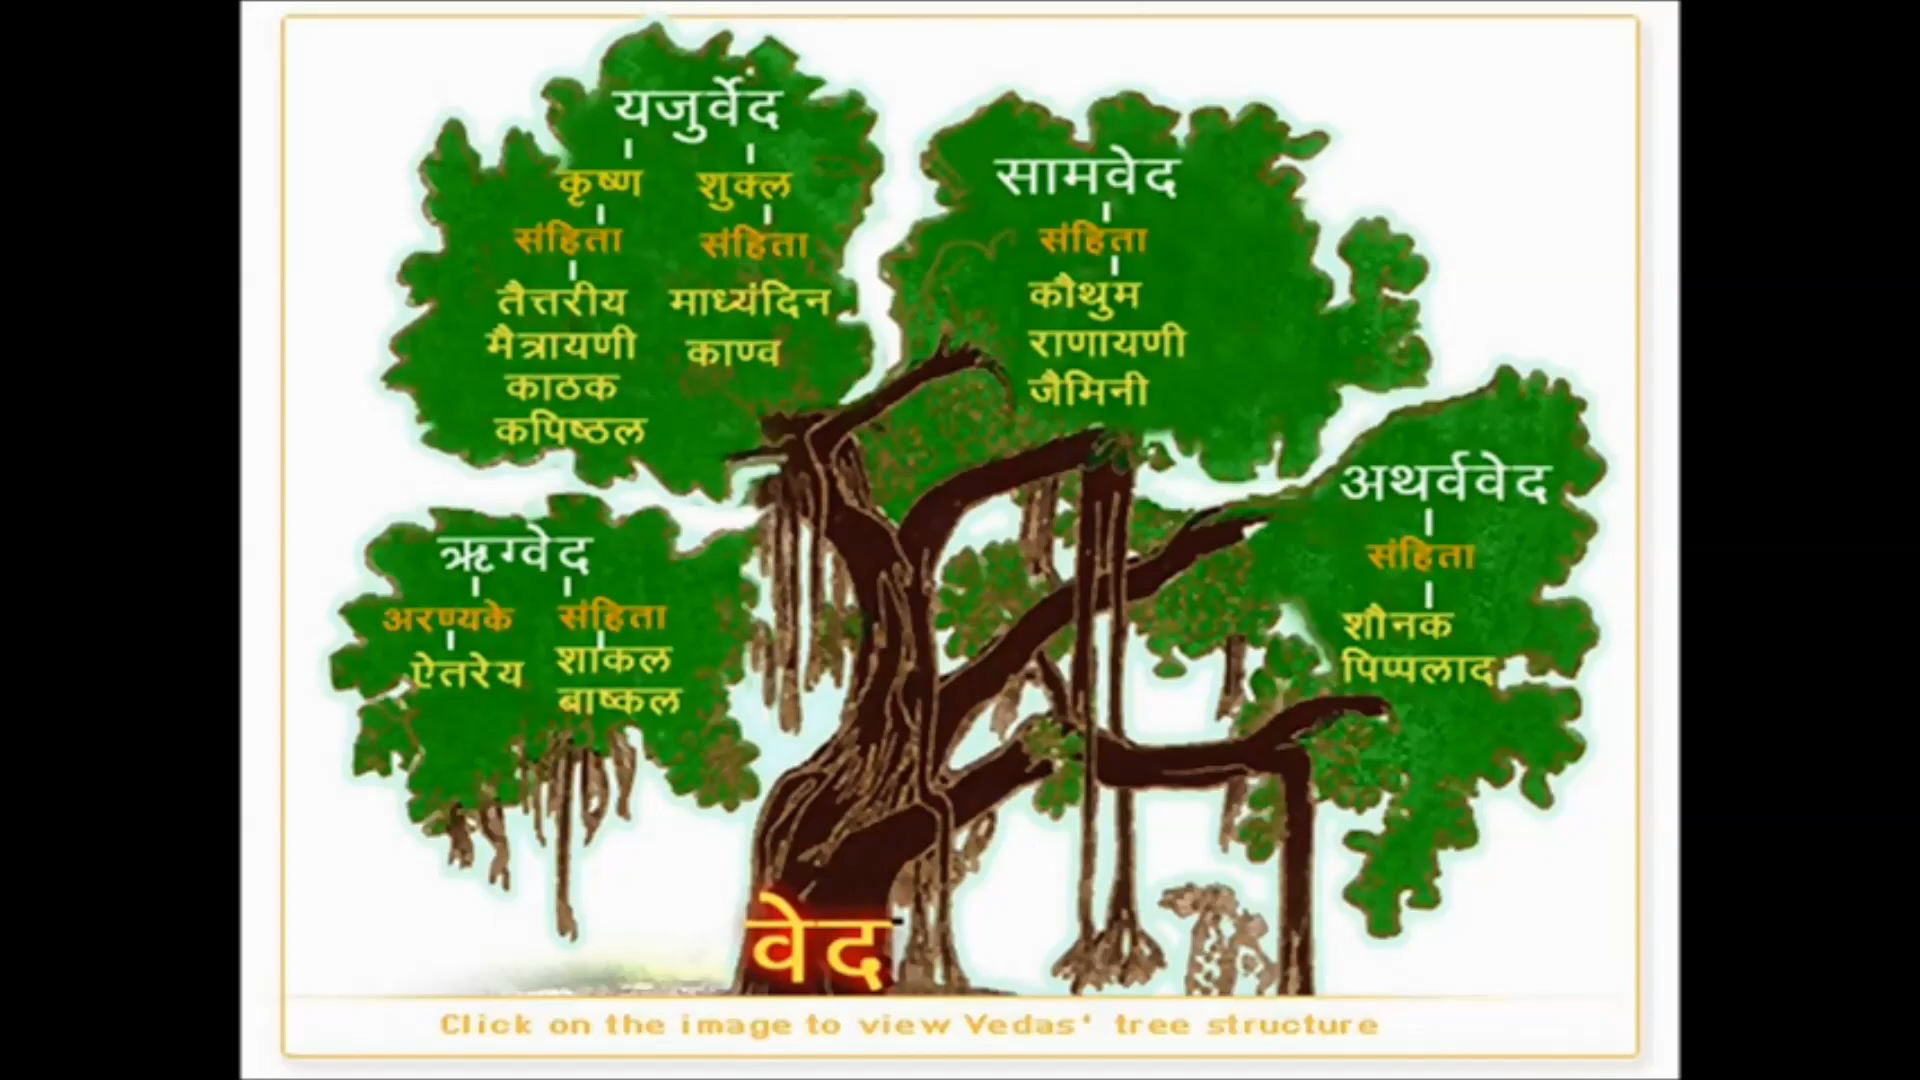 यजुर्वेद
कृष्ण शुक्ल
संहिता संहिता
तैत्तरीय माध्यंदिन
मैत्रायणी काण्व
काठक
कपिष्ठल
सामवेद
संहिता
कौथुम
राणायणी
जैमिनी
अथर्ववेद
संहिता
शौनक
पिप्पलाद
ऋग्वेद
अरण्यके संहिता
ऐतरेय शाकल
बाष्कल
वेद
Click on the image to view Vedas' tree structure